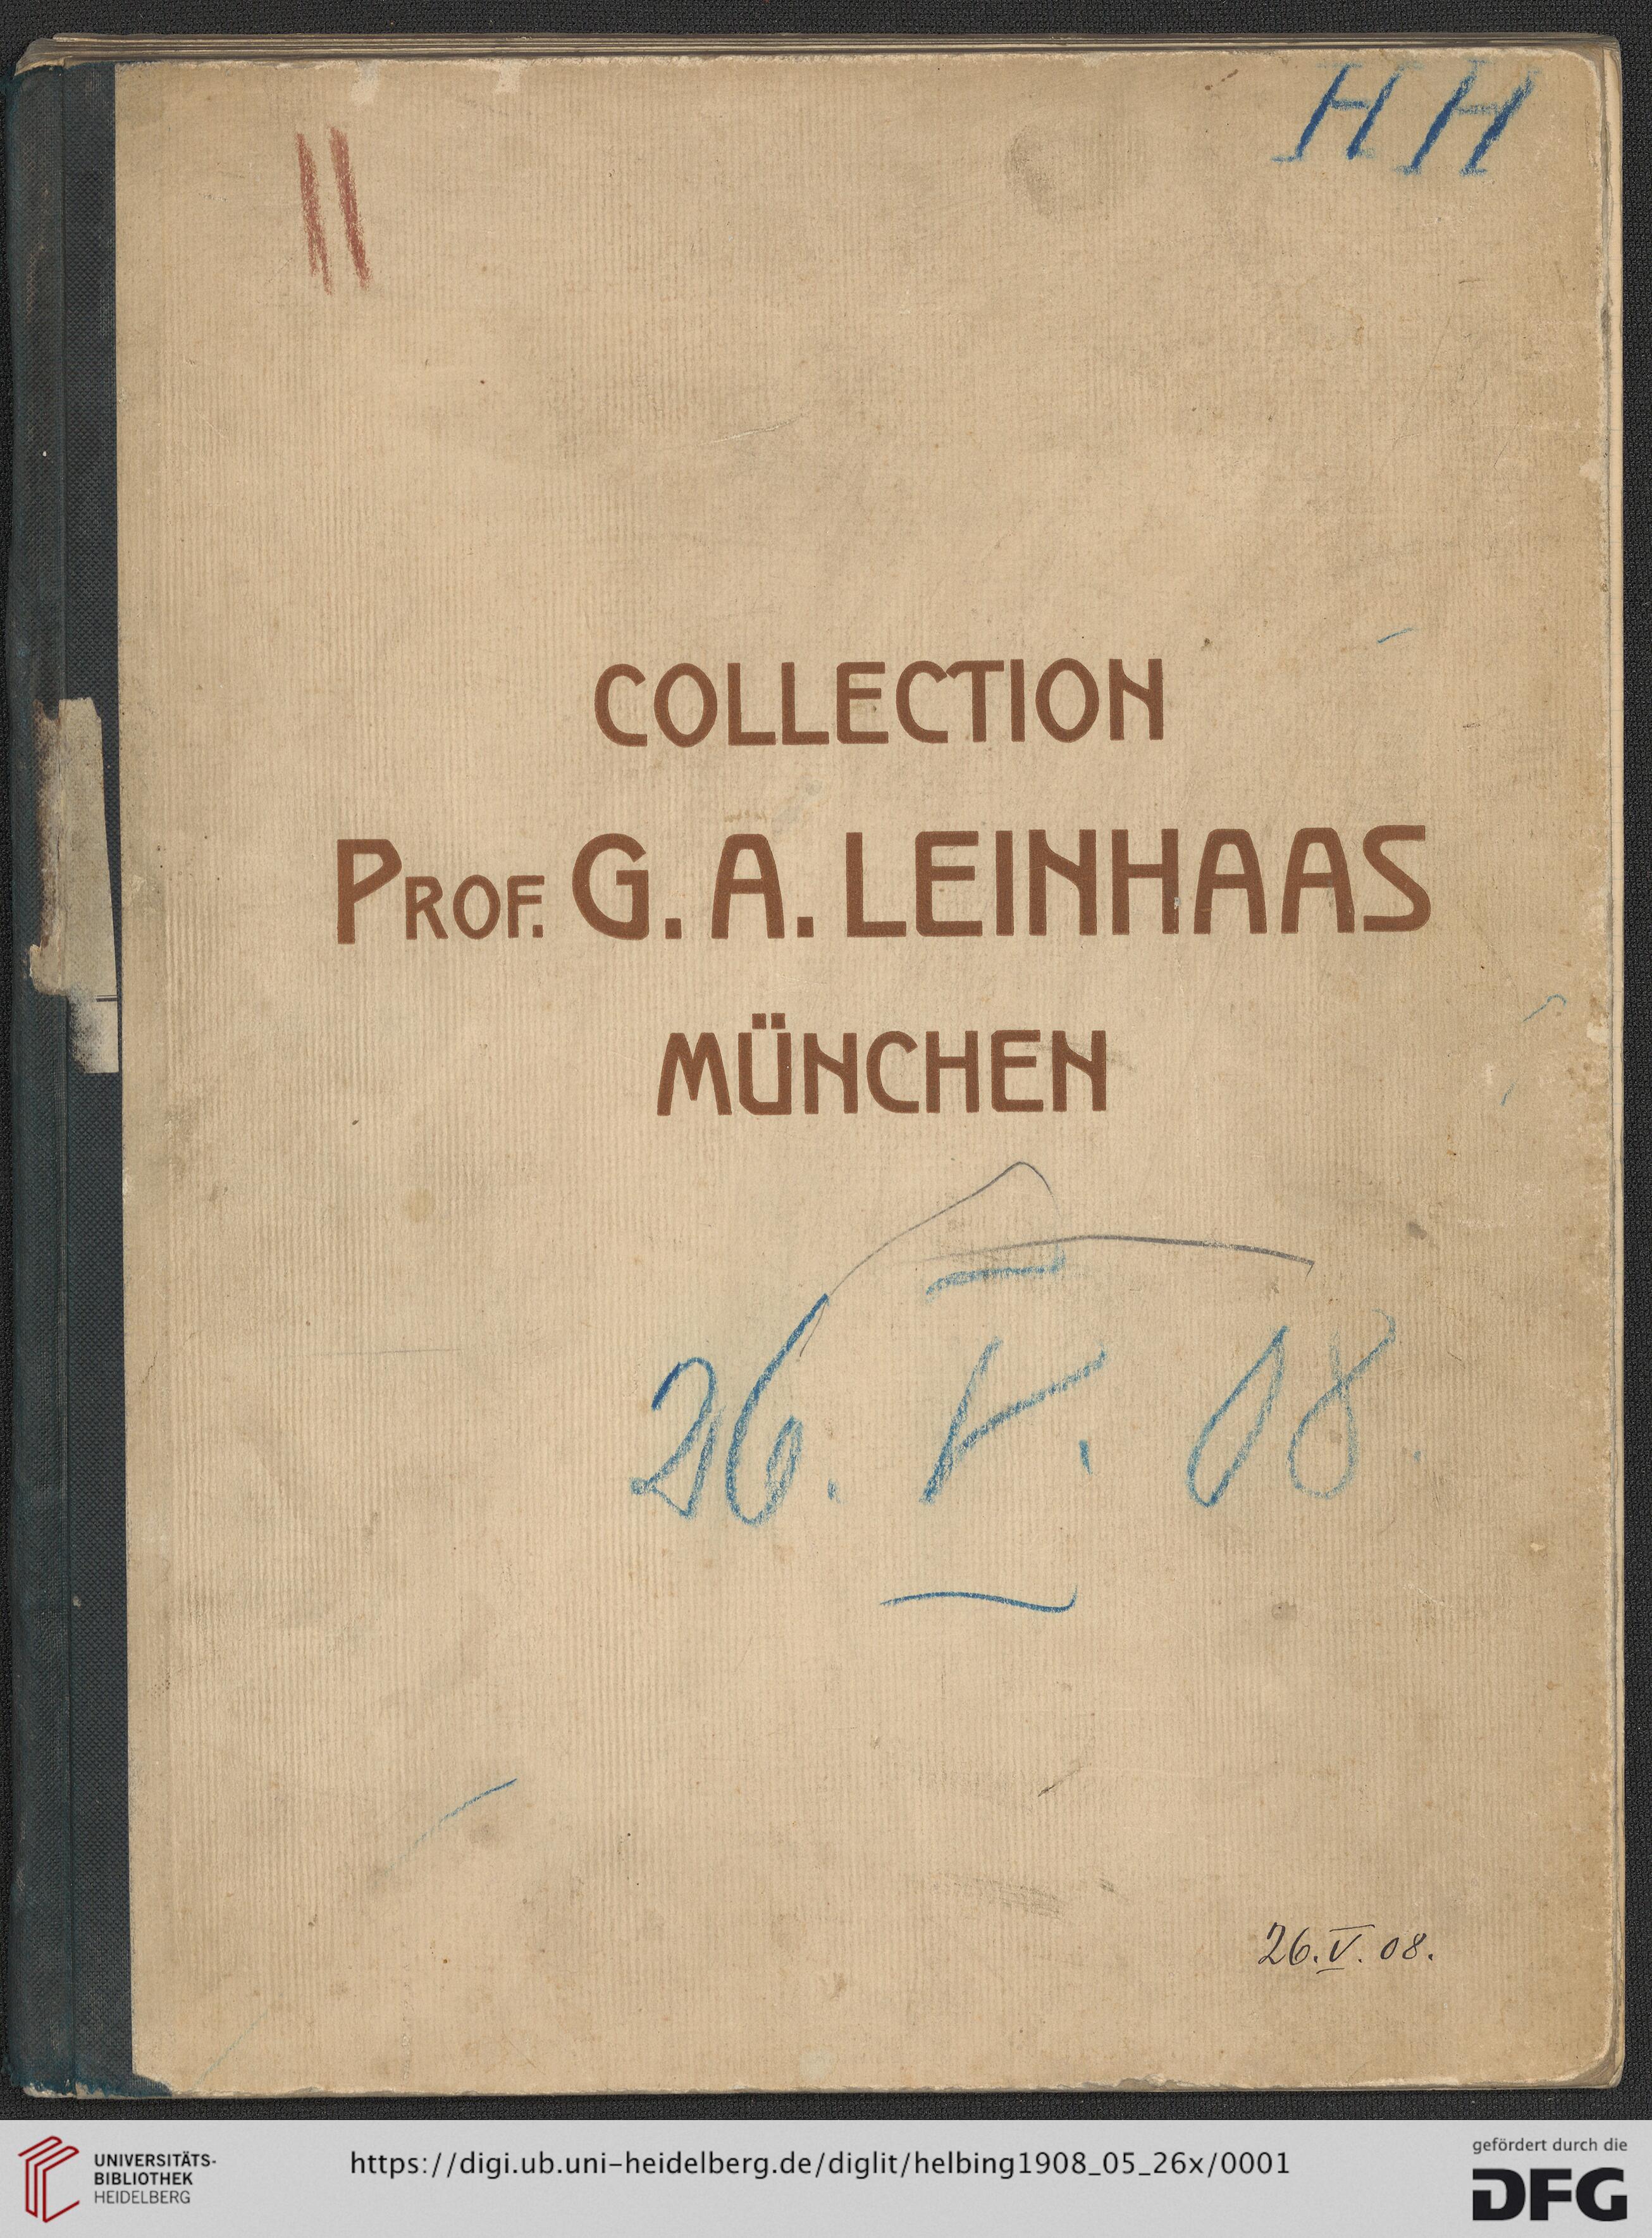 HH
II
COLLECTION
PROF. G. A. LEINHAAS
MÜNCHEN
26. V. 08.
26. V. 08.
UNIVERSITÄTS-
BIBLIOTHEK
HEIDELBERG
https://digi.ub.uni-heidelberg.de/diglit/helbing1908_05_26x/0001
gefördert durch die
DFG